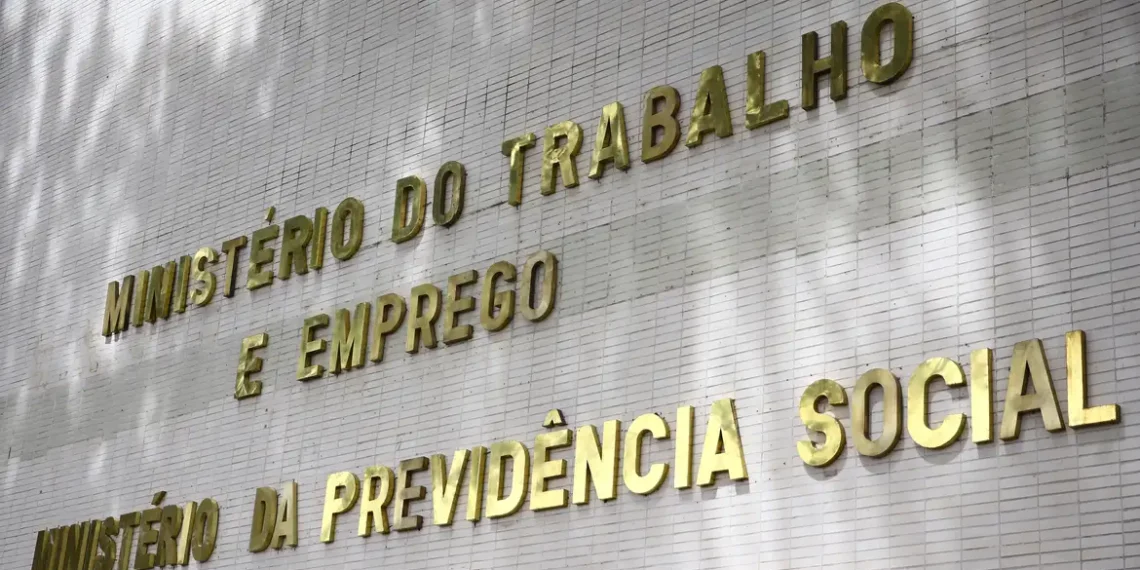 MINISTÉRIO DO TRABALHO
E EMPREGO
MINISTÉRIO DA PREVIDÊNCIA SOCIAL